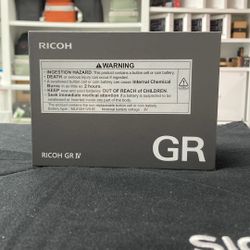 RICOH
WARNING
• INGESTION HAZARD: This product contains a button cell or coin battery.
• DEATH or serious injury can occur if ingested.
• A swallowed button cell or coin battery can cause Internal Chemical
Burns in as little as 2 hours.
• KEEP new and used batteries OUT OF REACH of CHILDREN.
• Seek immediate medical attention if a battery is suspected to be
swallowed or inserted inside any part of the body.
RICOH GR IV
GR